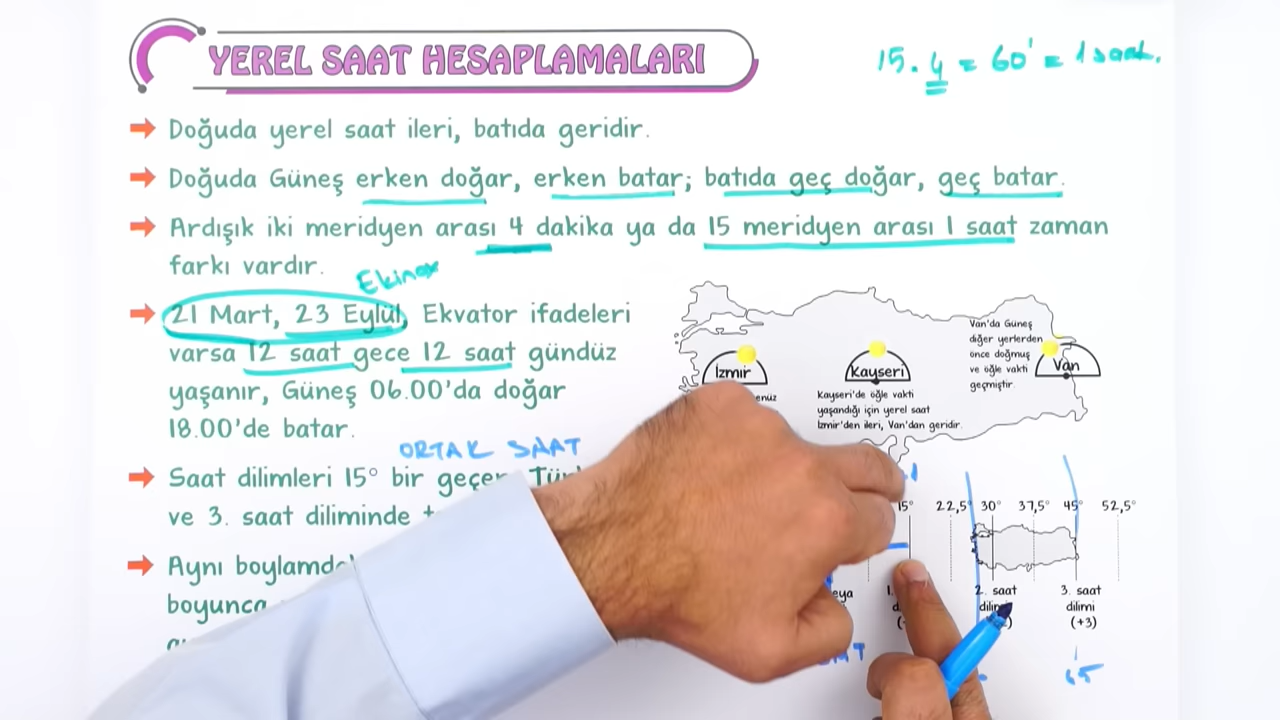 YEREL SAAT HESAPLAMALARI
15. 4 = 60' = 1 saat.
Doğuda yerel saat ileri, batıda geridir.
Doğuda Güneş erken doğar, erken batar; batıda geç doğar, geç batar.
Ardışık iki meridyen arası 4 dakika ya da 15 meridyen arası 1 saat zaman
farkı vardır.
Ekinox
21 Mart, 23 Eylül, Ekvator ifadeleri
varsa 12 saat gece 12 saat gündüz
yaşanır, Güneş 06.00'da doğar
18.00'de batar.
ORTAK SAAT
Saat dilimleri 15° bir geçer
ve 3. saat diliminde
Aynı boylamda
boyunca
İzmir
Kayseri
Kayseri'de öğle vakti
yaşandığı için yerel saat
İzmir'den ileri, Van'dan geridir.
Van'da Güneş
diğer yerlerden
önce doğmuş
ve öğle vakti
geçmiştir.
Van
15° 22,5° 30° 37,5° 45° 52,5°
2. saat
3. saat
dilimi
(+3)
45